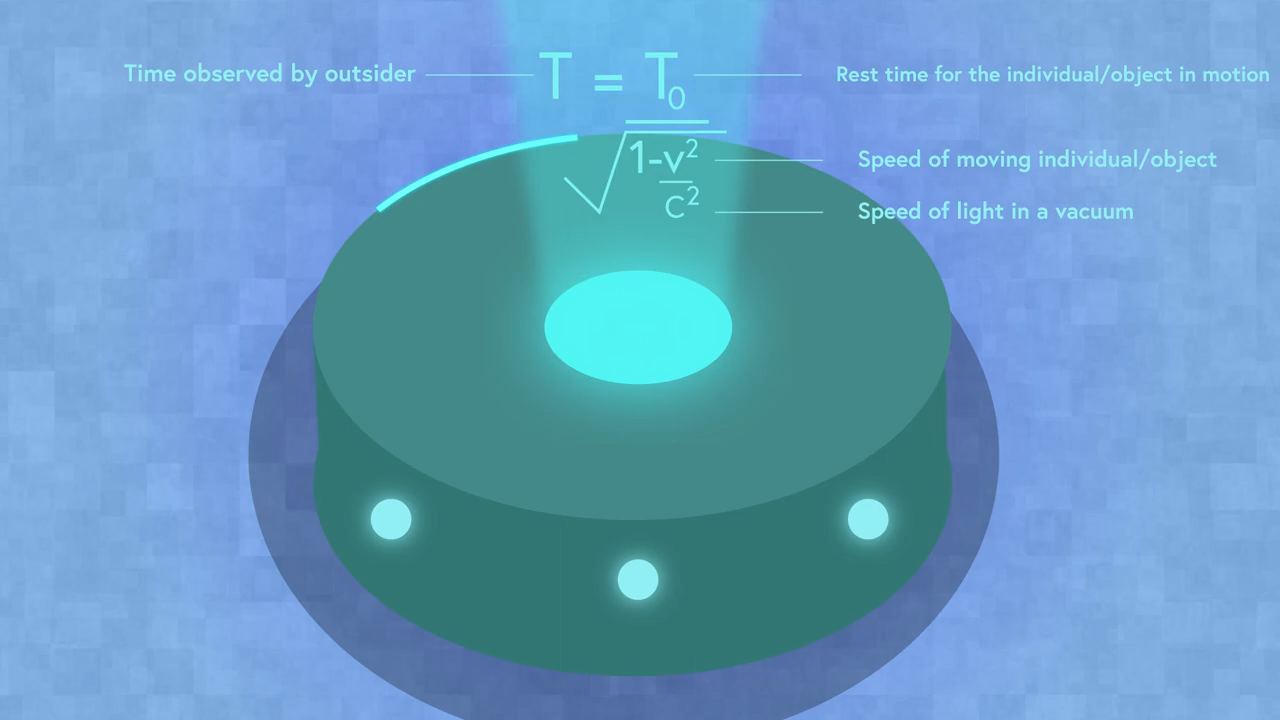 Time observed by outsider
T = T₀
Rest time for the individual/object in motion
√1-v²
Speed of moving individual/object
c²
Speed of light in a vacuum